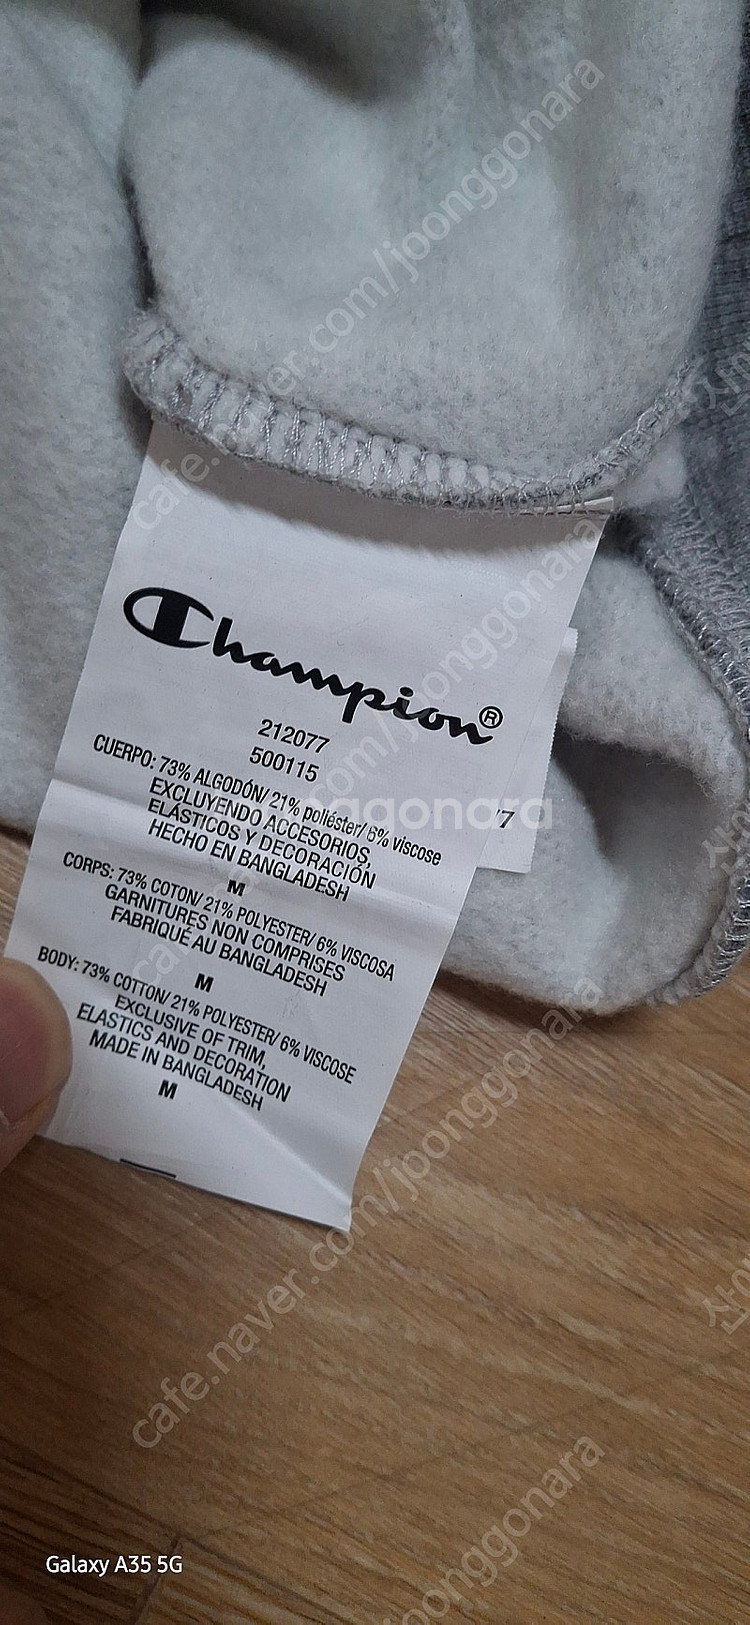 Champion®
212077
500115
CUERPO: 73% ALGODÓN/ 21% poliéster/ 6% viscose
EXCLUYENDO ACCESORIOS,
ELÁSTICOS Y DECORACIÓN
HECHO EN BANGLADESH
M
CORPS: 73% COTON/ 21% POLYESTER/ 6% VISCOSA
GARNITURES NON COMPRISES
FABRIQUÉ AU BANGLADESH
M
BODY: 73% COTTON/ 21% POLYESTER/ 6% VISCOSE
EXCLUSIVE OF TRIM,
ELASTICS AND DECORATION
MADE IN BANGLADESH
M
77
cafe.naver.com/joonggonara
joonggonara
cafe.naver.com/joonggonara
cafe.naver.com/joonggonara
joonggonara
Galaxy A35 5G